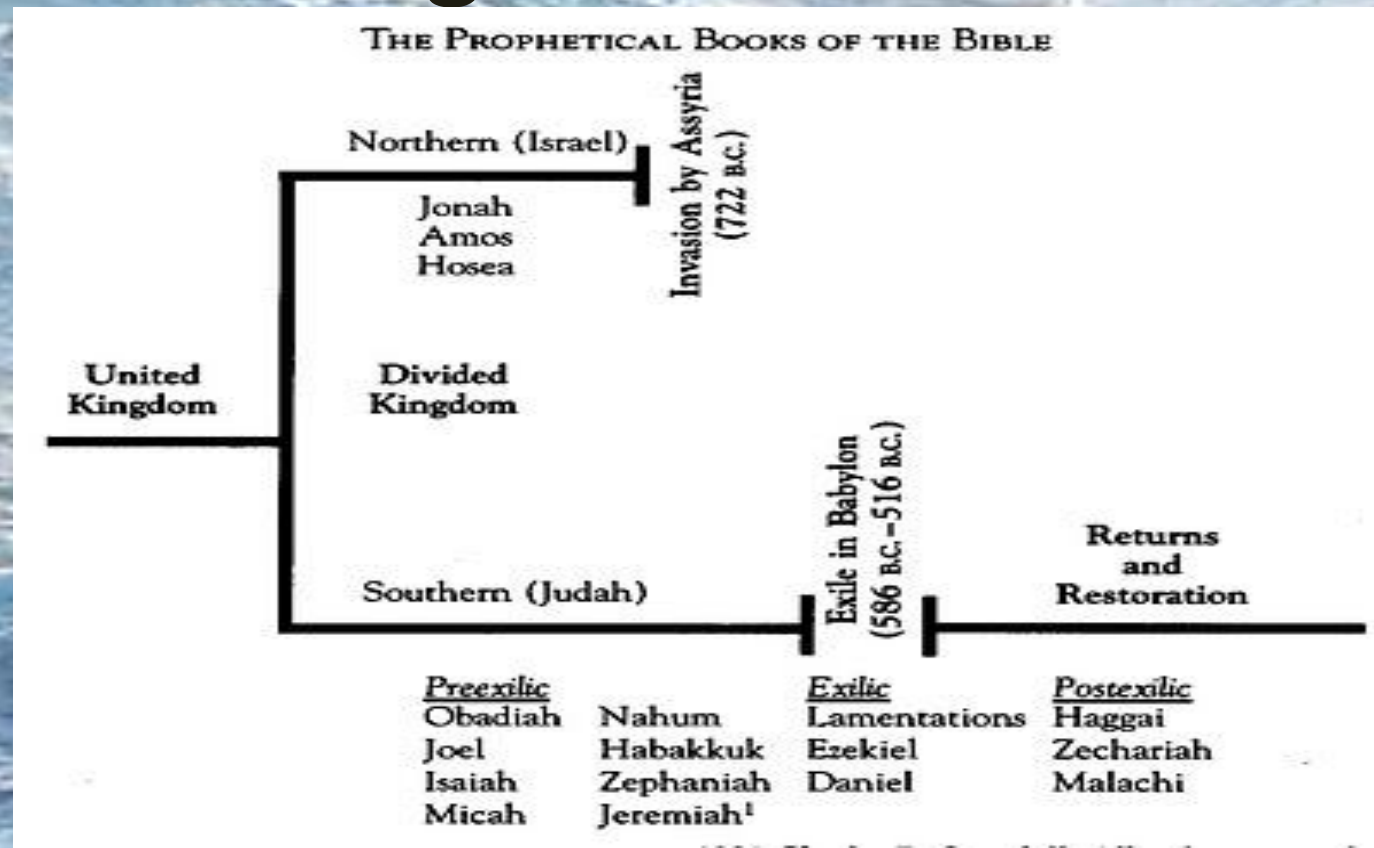 THE PROPHETICAL BOOKS OF THE BIBLE
Northern (Israel)
Jonah
Amos
Hosea
Invasion by Assyria
(722 B.C.)
United
Kingdom
Divided
Kingdom
Southern (Judah)
Exile in Babylon
(586 B.C.–516 B.C.)
Returns
and
Restoration
Preexilic
Obadiah
Joel
Isaiah
Micah
Nahum
Habakkuk
Zephaniah
Jeremiah¹
Exilic
Lamentations
Ezekiel
Daniel
Postexilic
Haggai
Zechariah
Malachi